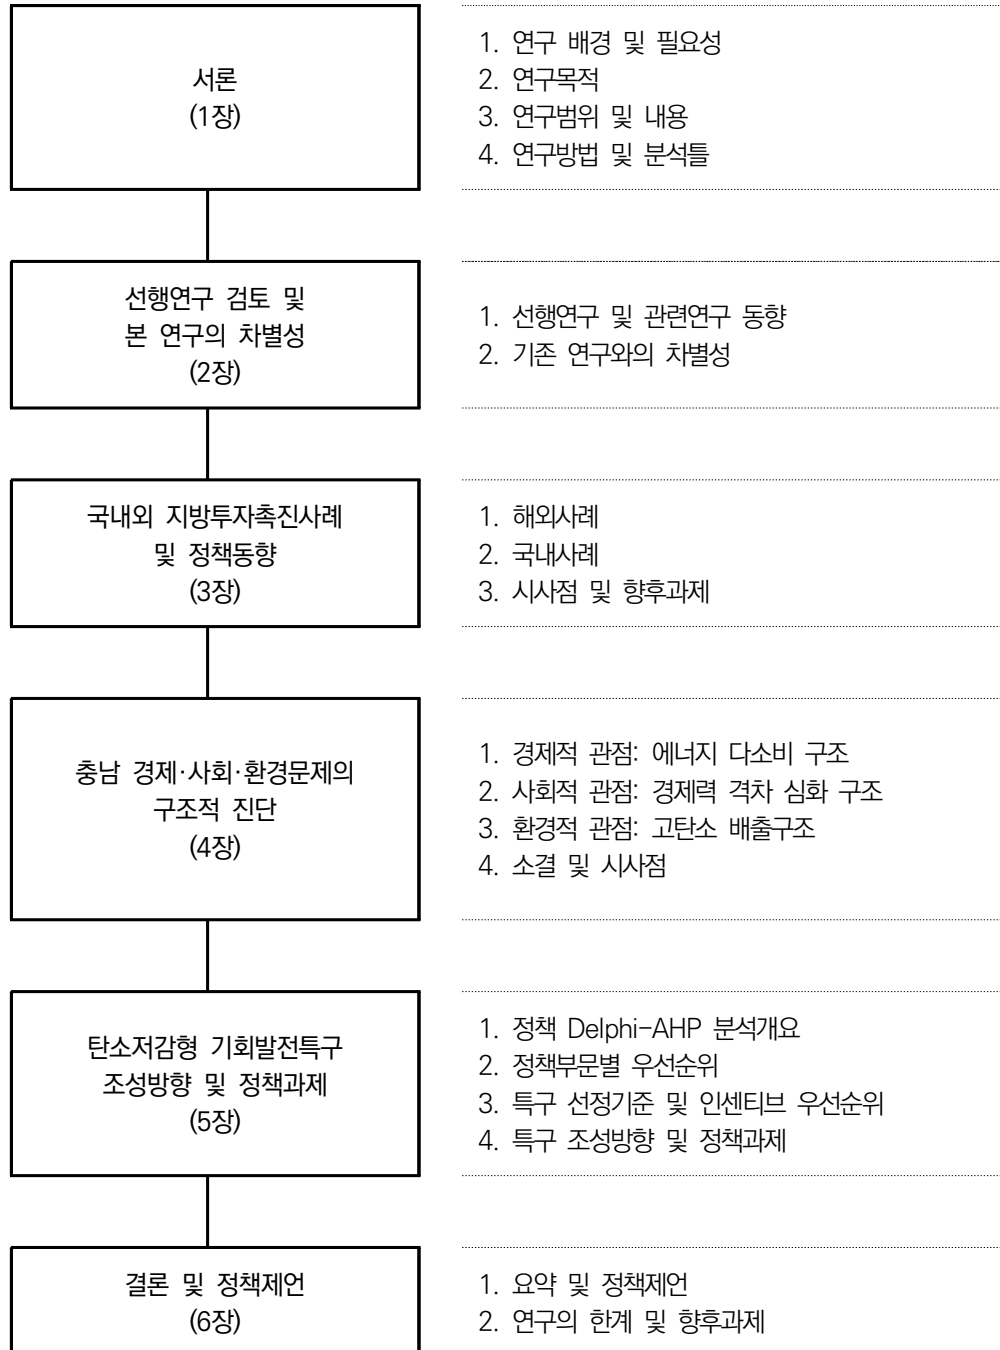 서론
(1장)
1. 연구 배경 및 필요성
2. 연구목적
3. 연구범위 및 내용
4. 연구방법 및 분석틀
선행연구 검토 및
본 연구의 차별성
(2장)
1. 선행연구 및 관련연구 동향
2. 기존 연구와의 차별성
국내외 지방투자촉진사례
및 정책동향
(3장)
1. 해외사례
2. 국내사례
3. 시사점 및 향후과제
충남 경제·사회·환경문제의
구조적 진단
(4장)
1. 경제적 관점: 에너지 다소비 구조
2. 사회적 관점: 경제력 격차 심화 구조
3. 환경적 관점: 고탄소 배출구조
4. 소결 및 시사점
탄소저감형 기회발전특구
조성방향 및 정책과제
(5장)
1. 정책 Delphi-AHP 분석개요
2. 정책부문별 우선순위
3. 특구 선정기준 및 인센티브 우선순위
4. 특구 조성방향 및 정책과제
결론 및 정책제언
(6장)
1. 요약 및 정책제언
2. 연구의 한계 및 향후과제